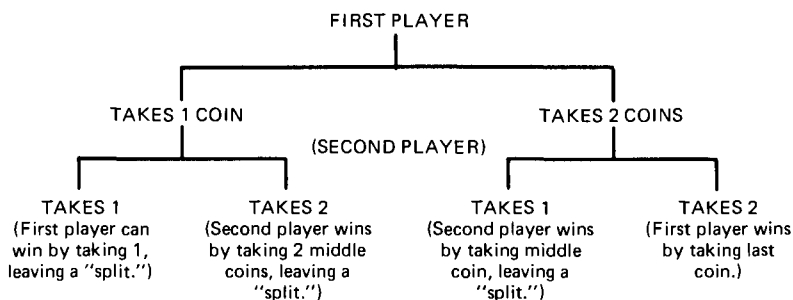 FIRST PLAYER
TAKES 1 COIN
TAKES 2 COINS
(SECOND PLAYER)
TAKES 1
(First player can
win by taking 1,
leaving a "split.")
TAKES 2
(Second player wins
by taking 2 middle
coins, leaving a
"split.")
TAKES 1
(Second player wins
by taking middle
coin, leaving a
"split.")
TAKES 2
(First player wins
by taking last
coin.)